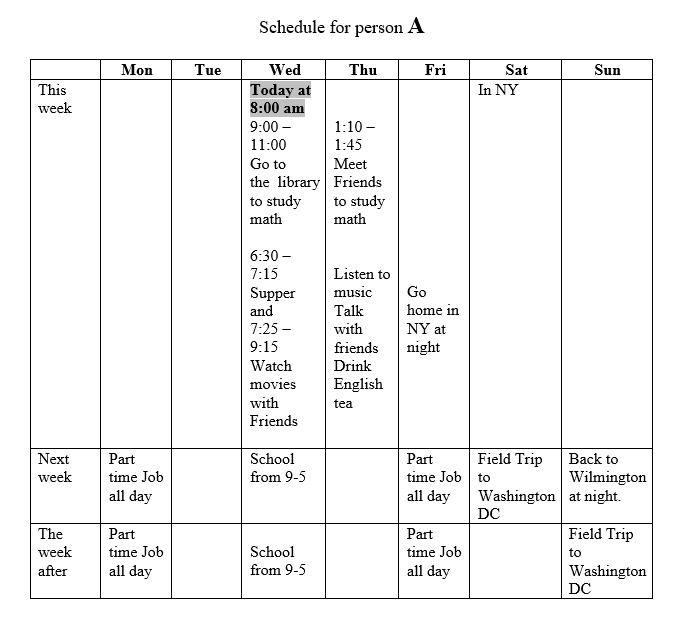 Schedule for person A
Mon Tue Wed Thu Fri Sat Sun
This
week
Today at
8:00 am
9:00 –
11:00
Go to
the library
to study
math
6:30 –
7:15
Supper
and
7:25 –
9:15
Watch
movies
with
Friends
1:10 –
1:45
Meet
Friends
to study
math
Listen to
music
Talk
with
friends
Drink
English
tea
Go
home in
NY at
night
In NY
Next
week
Part
time Job
all day
School
from 9-5
Part
time Job
all day
Field Trip
to
Washington
DC
Back to
Wilmington
at night.
The
week
after
Part
time Job
all day
School
from 9-5
Part
time Job
all day
Field Trip
to
Washington
DC